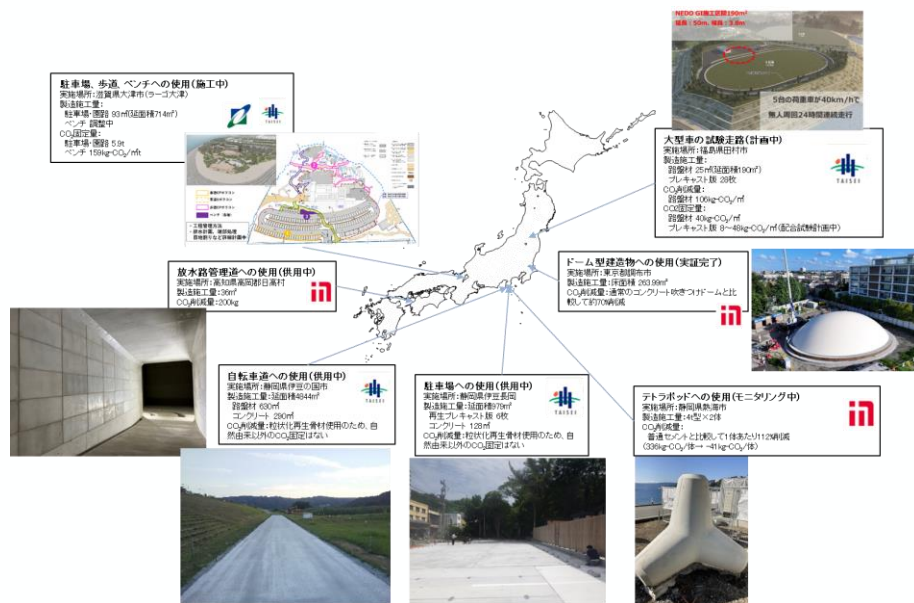 NEDO GI施工区間190m²
延長：50m、幅員：3.8m
5台の荷重車が40km/hで
無人周回24時間連続走行
駐車場、歩道、ベンチへの使用(施工中)
実施場所：滋賀県大津市(ラーゴ大津)
製造施工量：
駐車場・園路 93㎥(延面積714m²)
ベンチ 調整中
CO₂固定量：
駐車場・園路 5.9t
ベンチ 159kg-CO₂/㎥
大型車の試験走路(計画中)
実施場所：福島県田村市
製造施工量：
路盤材 25㎥(延面積190m²)
プレキャスト版 28枚
CO₂削減量：
路盤材 106kg-CO₂/㎥
CO2固定量：
路盤材 40kg-CO₂/㎥
プレキャスト版 8～48kg-CO₂/㎥(配合試験計画中)
TAISEI
放水路管理道への使用(供用中)
実施場所：高知県高岡郡日高村
製造施工量：36m²
CO₂削減量：200kg
ドーム型建造物への使用(実証完了)
実施場所：東京都調布市
製造施工量：床面積 263.99m²
CO₂削減量：通常のコンクリート吹きつけドームと比
較して約70%削減
自転車道への使用(供用中)
実施場所：静岡県伊豆の国市
製造施工量：延面積4844m²
路盤材 630㎥
コンクリート 290㎥
CO₂削減量：粒状化再生骨材使用のため、自
然由来以外のCO₂固定はない
TAISEI
駐車場への使用(供用中)
実施場所：静岡県伊豆長岡
製造施工量：延面積979m²
再生プレキャスト版 6枚
コンクリート 128㎥
CO₂削減量：粒状化再生骨材使用のため、自
然由来以外のCO₂固定はない
TAISEI
テトラポッドへの使用(モニタリング中)
実施場所：静岡県熱海市
製造施工量：4t型×2体
CO₂削減量：
普通セメントと比較して1体あたり112%削減
(336kg-CO₂/体→ -41kg-CO₂/体)
TAISEI